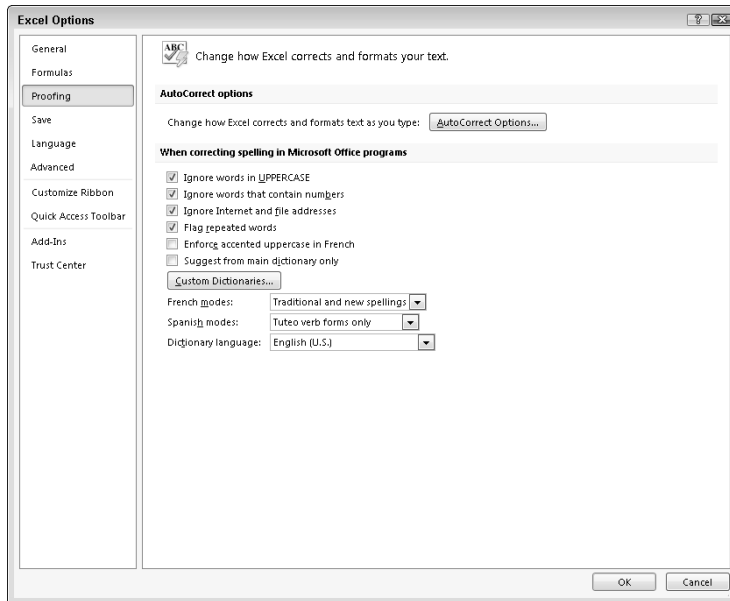 Excel Options
General
Formulas
Proofing
Save
Language
Advanced
Customize Ribbon
Quick Access Toolbar
Add-Ins
Trust Center
ABC
Change how Excel corrects and formats your text.
AutoCorrect options
Change how Excel corrects and formats text as you type: AutoCorrect Options...
When correcting spelling in Microsoft Office programs
Ignore words in UPPERCASE
Ignore words that contain numbers
Ignore Internet and file addresses
Flag repeated words
Enforce accented uppercase in French
Suggest from main dictionary only
Custom Dictionaries...
French modes: Traditional and new spellings
Spanish modes: Tuteo verb forms only
Dictionary language: English (U.S.)
OK Cancel